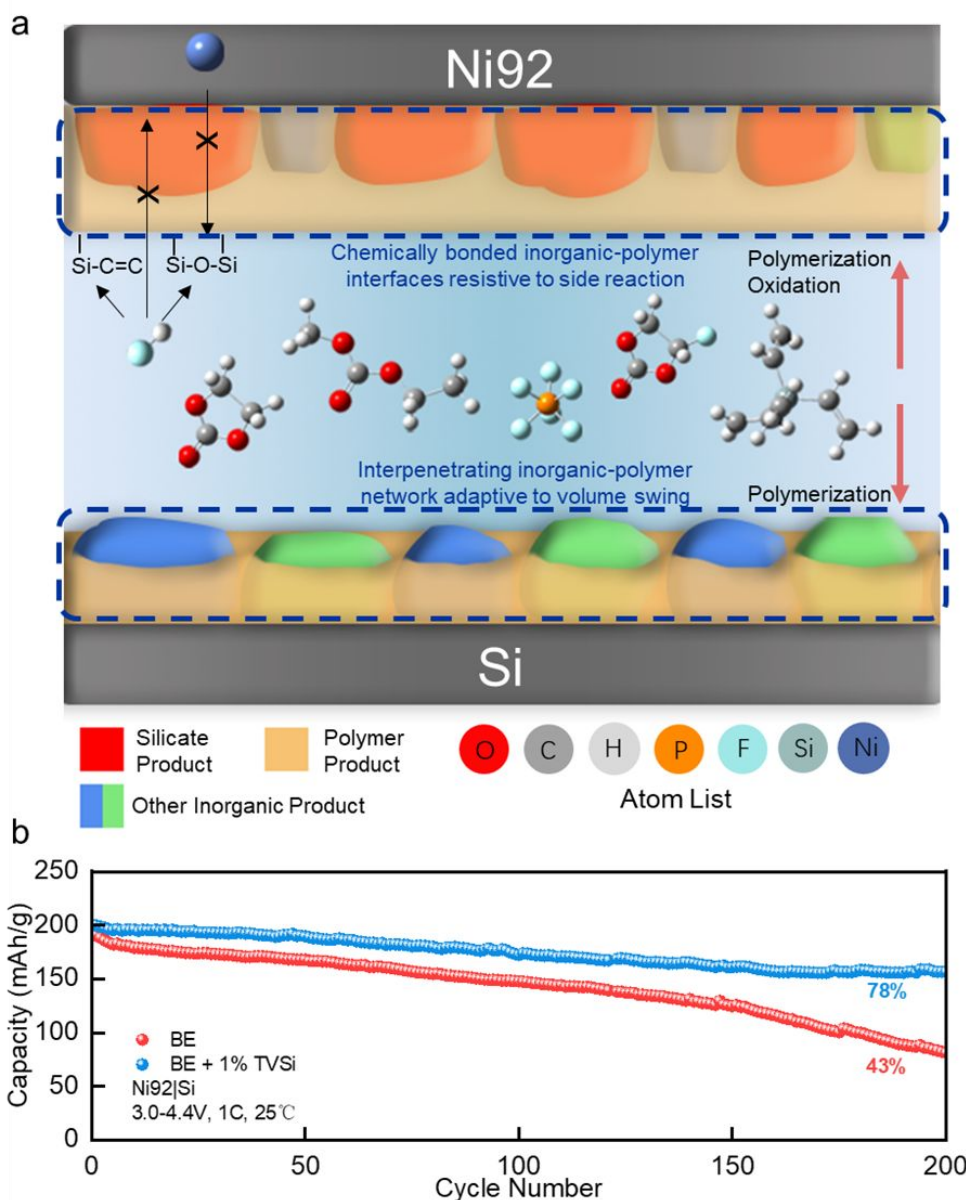 a
Ni92
Si-C=C
Si-O-Si
Chemically bonded inorganic-polymer
interfaces resistive to side reaction
Polymerization
Oxidation
Interpenetrating inorganic-polymer
network adaptive to volume swing
Polymerization
Si
Silicate
Product
Polymer
Product
Other Inorganic Product
O C H P F Si Ni
Atom List
b
Capacity (mAh/g)
250
200
150
100
50
0
78%
43%
BE
BE + 1% TVSi
Ni92|Si
3.0-4.4V, 1C, 25℃
0 50 100 150 200
Cycle Number